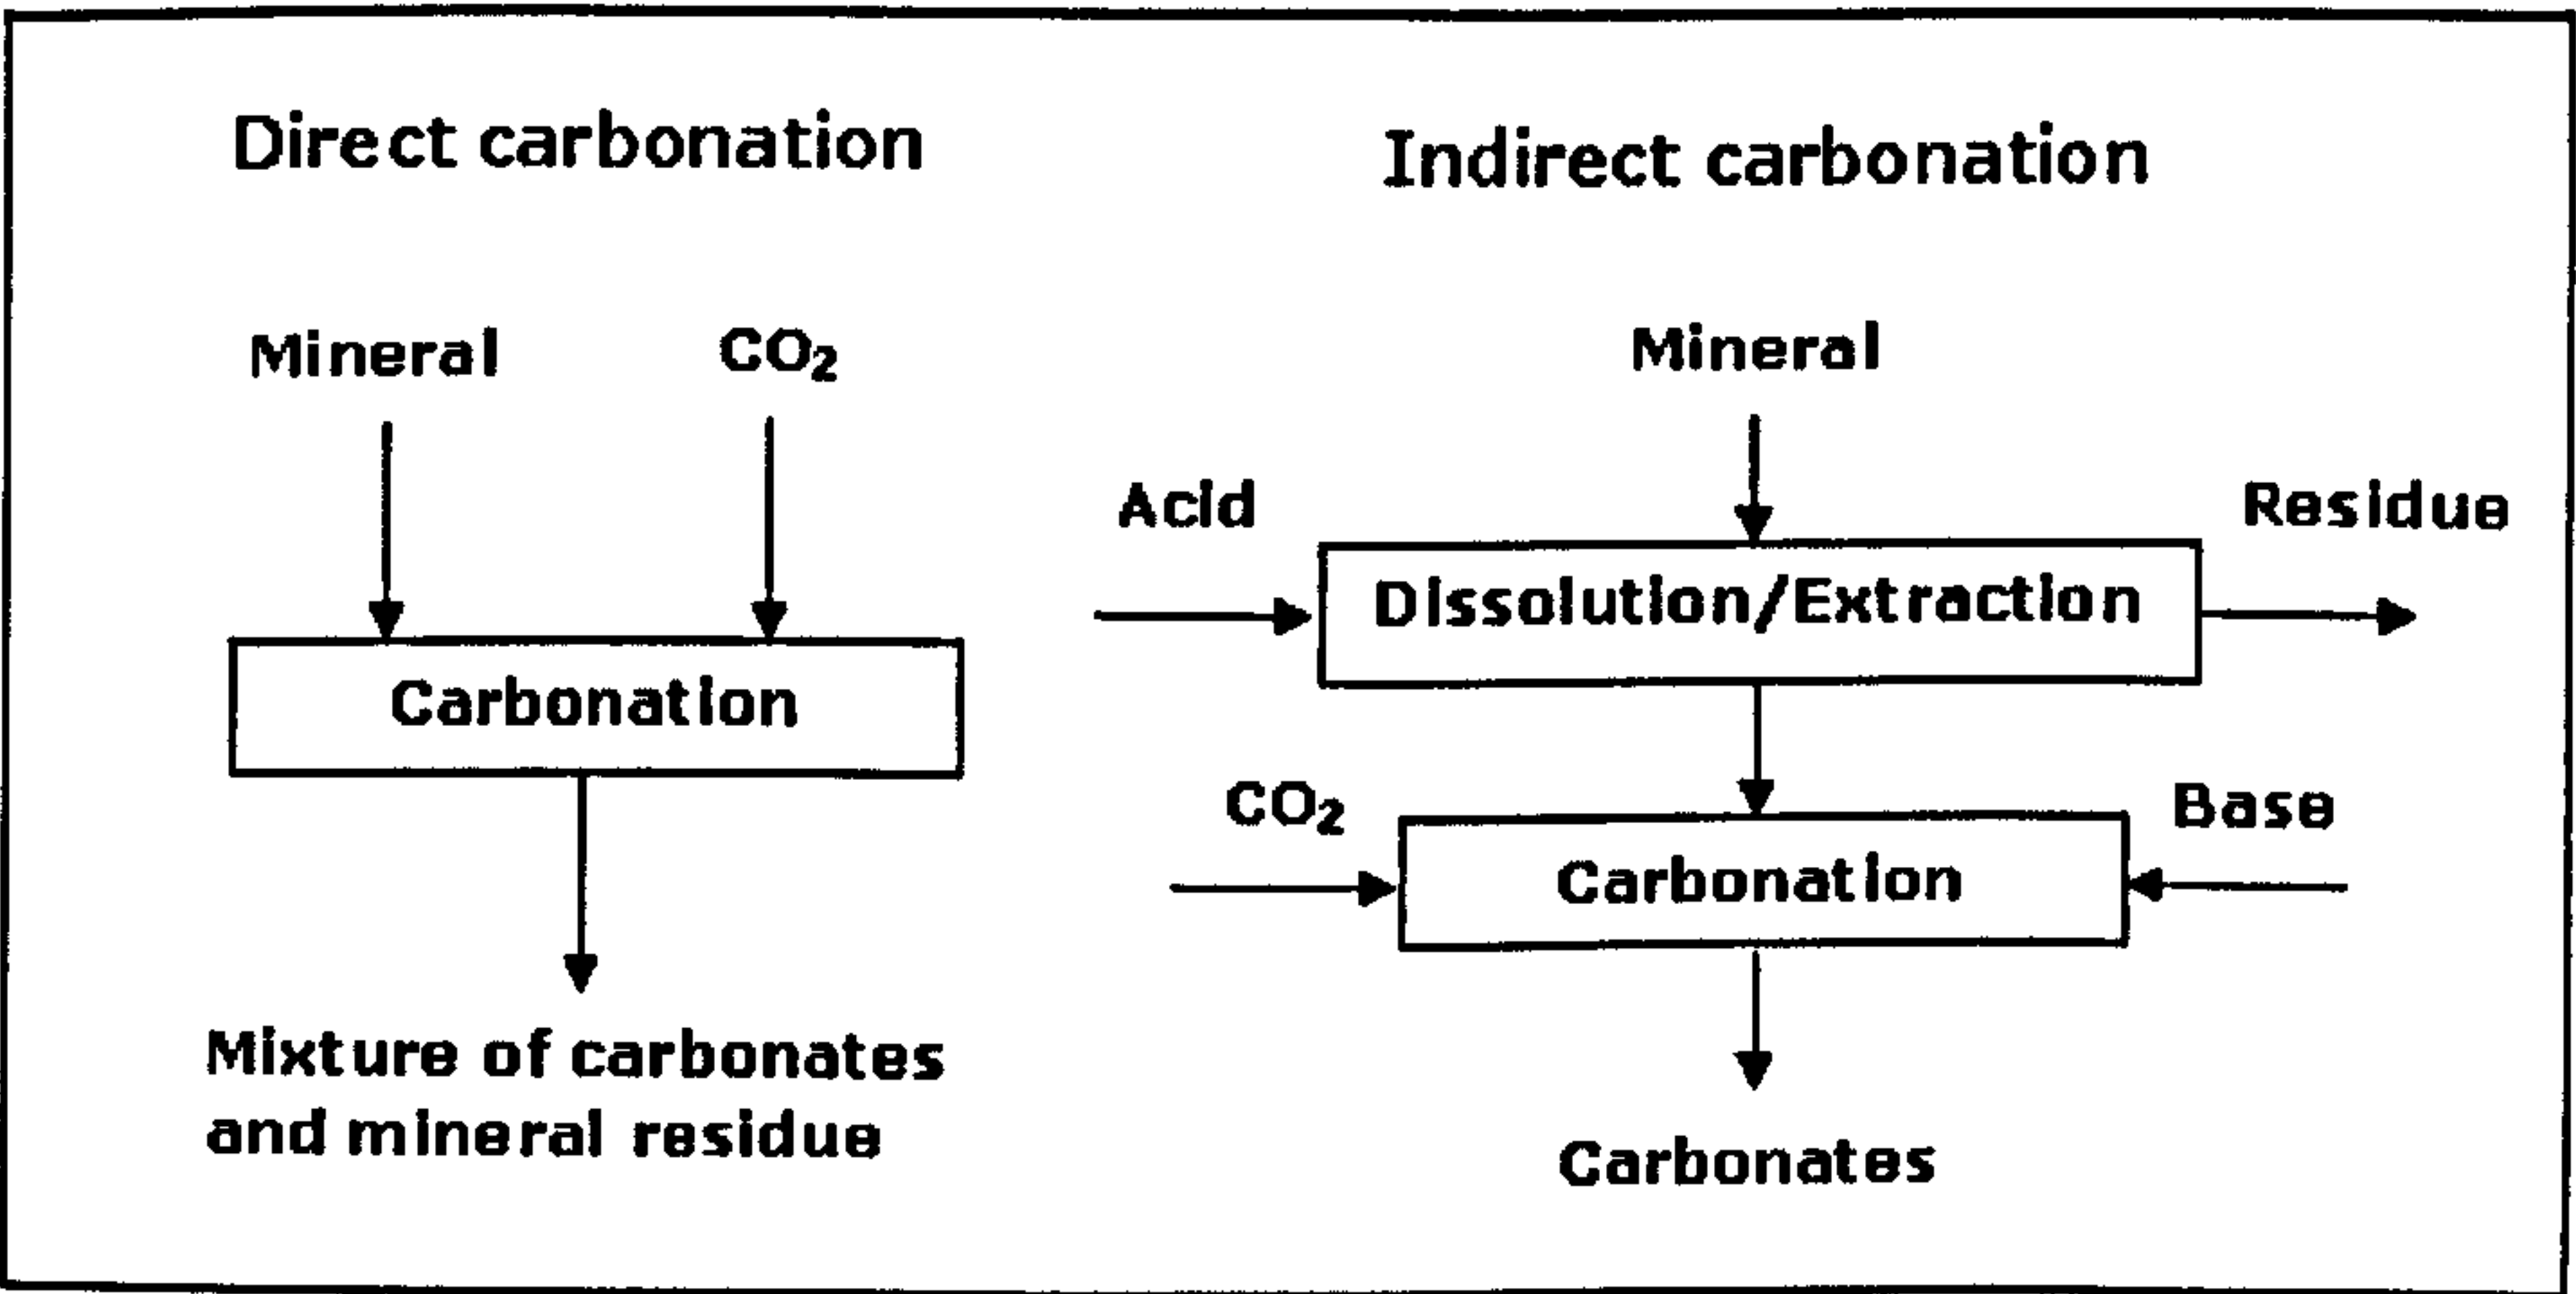 Direct carbonation
Mineral
CO₂
Carbonation
Mixture of carbonates
and mineral residue
Indirect carbonation
Mineral
Acid
Dissolution/Extraction
Residue
CO₂
Carbonation
Base
Carbonates